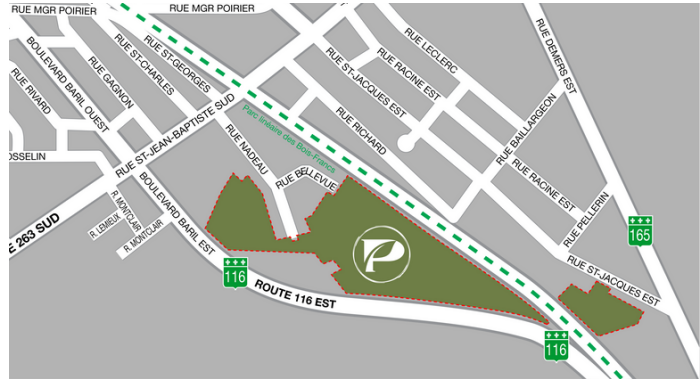 RUE MGR POIRIER
RUE MGR POIRIER
BOULEVARD BARIL OUEST
RUE ST-GEORGES
RUE ST-CHARLES
RUE GAGNON
RUE RIVARD
OSSELIN
RUE ST-JEAN-BAPTISTE SUD
E 263 SUD
R. MONTCLAIR
R. LEMIEUX
R. MONTCLAIR
BOULEVARD BARIL EST
RUE NADEAU
RUE BELLEVUE
Parc linéaire des Bois-Francs
RUE LECLERC
RUE RACINE EST
RUE ST-JACQUES EST
RUE RICHARD
RUE DEMERS EST
RUE BAILLARGEON
RUE RACINE EST
RUE PELLERIN
RUE ST-JACQUES EST
165
116
ROUTE 116 EST
P
116